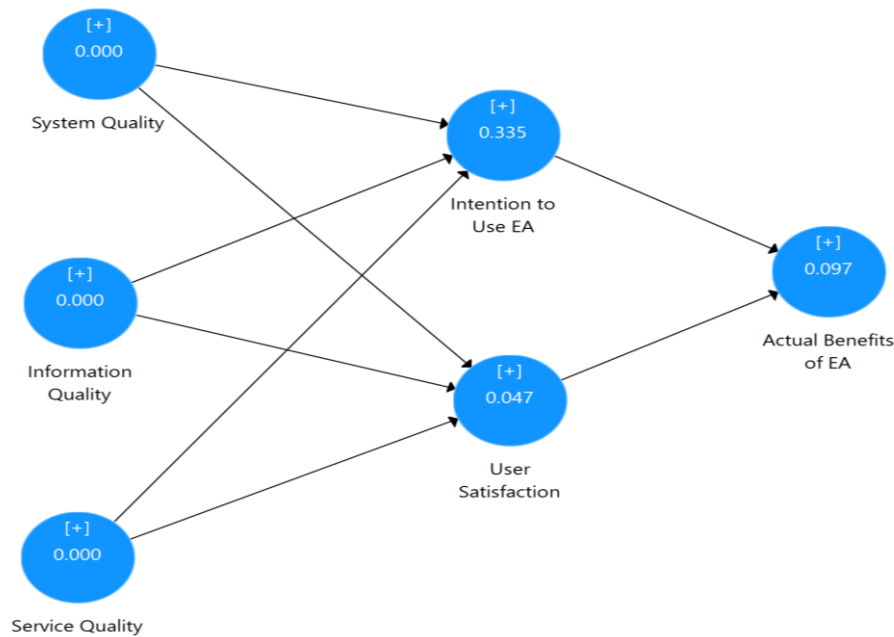 [+]
0.000
System Quality
[+]
0.335
Intention to
Use EA
[+]
0.000
Information
Quality
[+]
0.097
Actual Benefits
of EA
[+]
0.047
User
Satisfaction
[+]
0.000
Service Quality